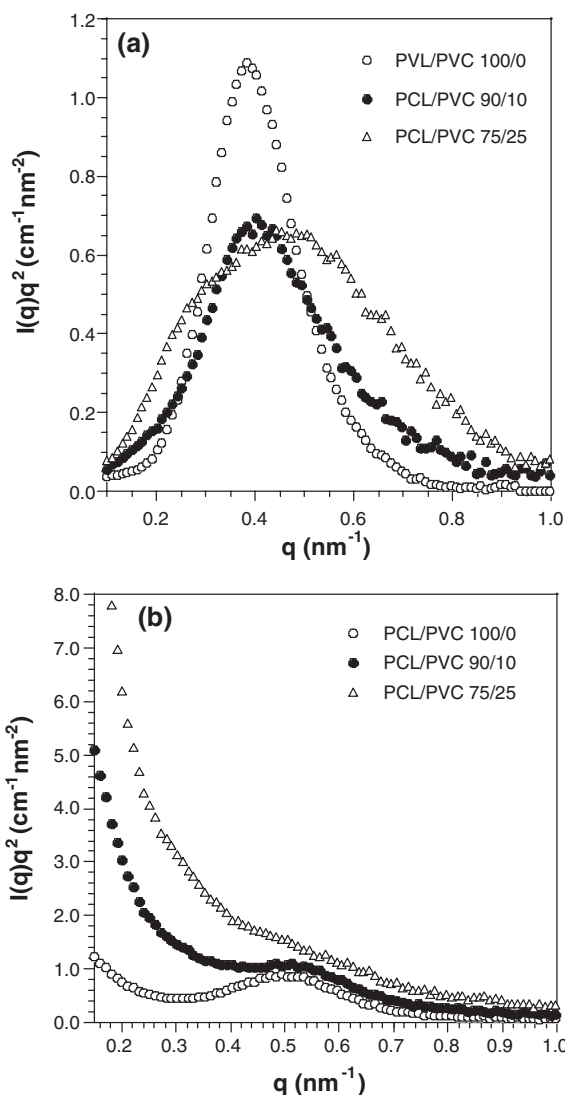 (a)
1.2
1.0
0.8
0.6
0.4
0.2
0.0
I(q)q² (cm⁻¹nm⁻²)
PVL/PVC 100/0
PCL/PVC 90/10
PCL/PVC 75/25
0.2 0.4 0.6 0.8 1.0
q (nm⁻¹)
(b)
8.0
7.0
6.0
5.0
4.0
3.0
2.0
1.0
0.0
I(q)q² (cm⁻¹nm⁻²)
PCL/PVC 100/0
PCL/PVC 90/10
PCL/PVC 75/25
0.2 0.3 0.4 0.5 0.6 0.7 0.8 0.9 1.0
q (nm⁻¹)